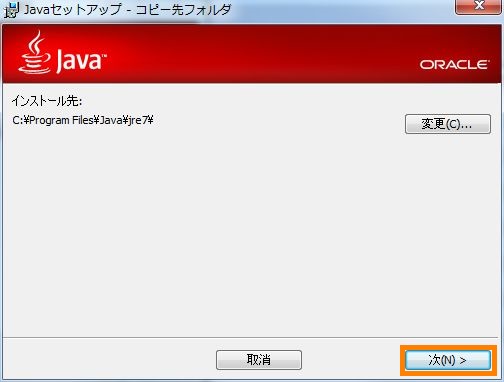 Javaセットアップ - コピー先フォルダ
Java™
ORACLE®
インストール先:
C:¥Program Files¥Java¥jre7¥
変更(C)...
取消
次(N) >